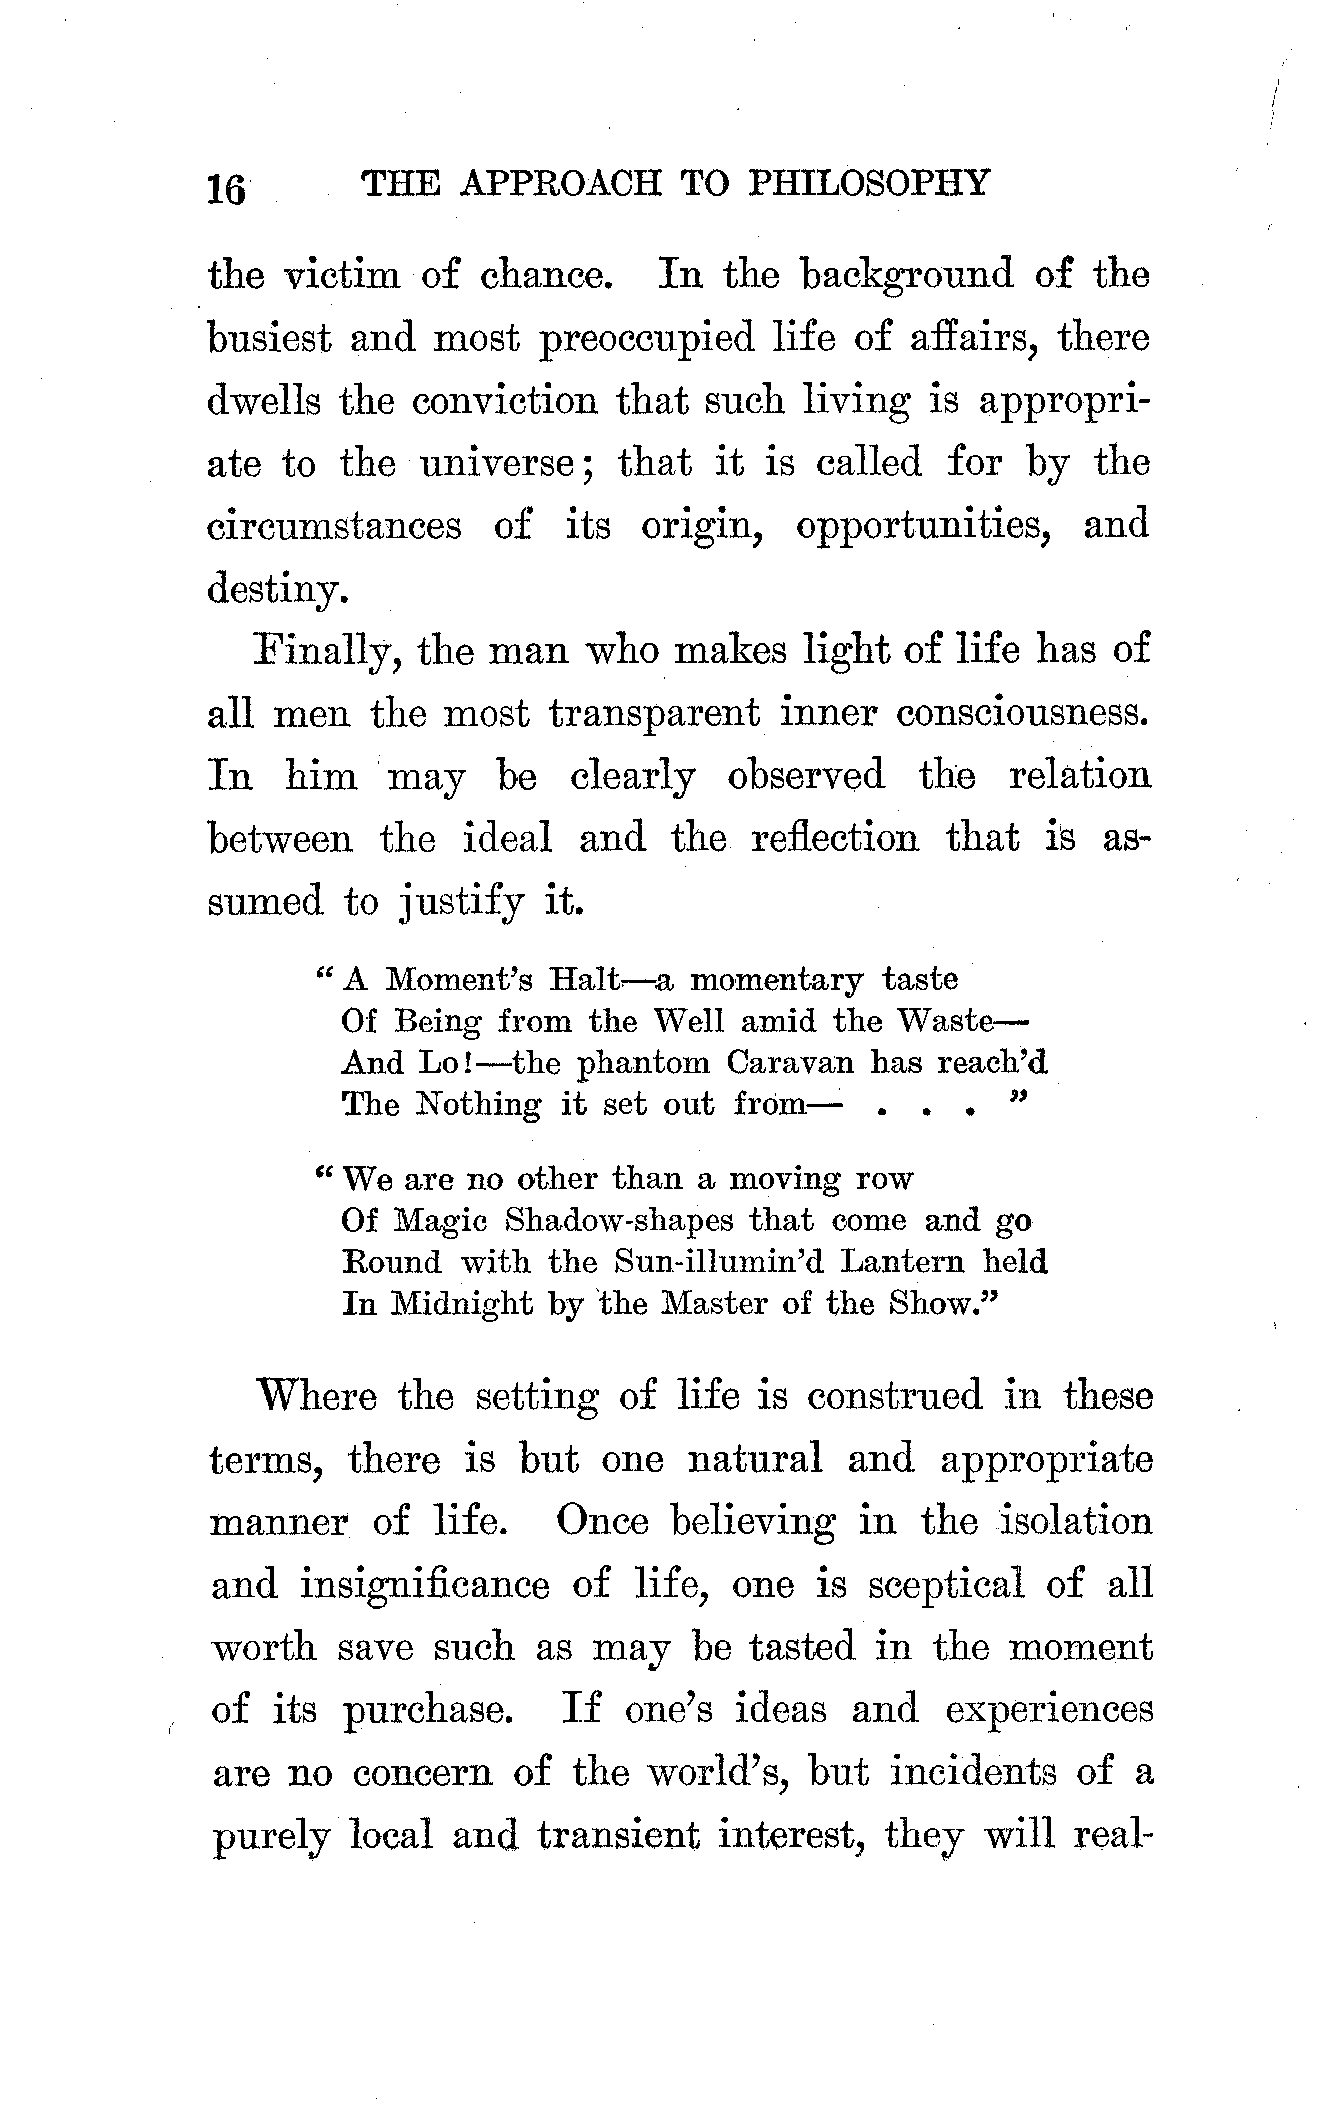 16 THE APPROACH TO PHILOSOPHY
the victim of chance. In the background of the
busiest and most preoccupied life of affairs, there
dwells the conviction that such living is appropri-
ate to the universe; that it is called for by the
circumstances of its origin, opportunities, and
destiny.
Finally, the man who makes light of life has of
all men the most transparent inner consciousness.
In him may be clearly observed the relation
between the ideal and the reflection that is as-
sumed to justify it.
“ A Moment’s Halt—a momentary taste
Of Being from the Well amid the Waste—
And Lo!—the phantom Caravan has reach’d
The Nothing it set out from— . . . ”
“ We are no other than a moving row
Of Magic Shadow-shapes that come and go
Round with the Sun-illumin’d Lantern held
In Midnight by the Master of the Show.”
Where the setting of life is construed in these
terms, there is but one natural and appropriate
manner of life. Once believing in the isolation
and insignificance of life, one is sceptical of all
worth save such as may be tasted in the moment
of its purchase. If one’s ideas and experiences
are no concern of the world’s, but incidents of a
purely local and transient interest, they will real-